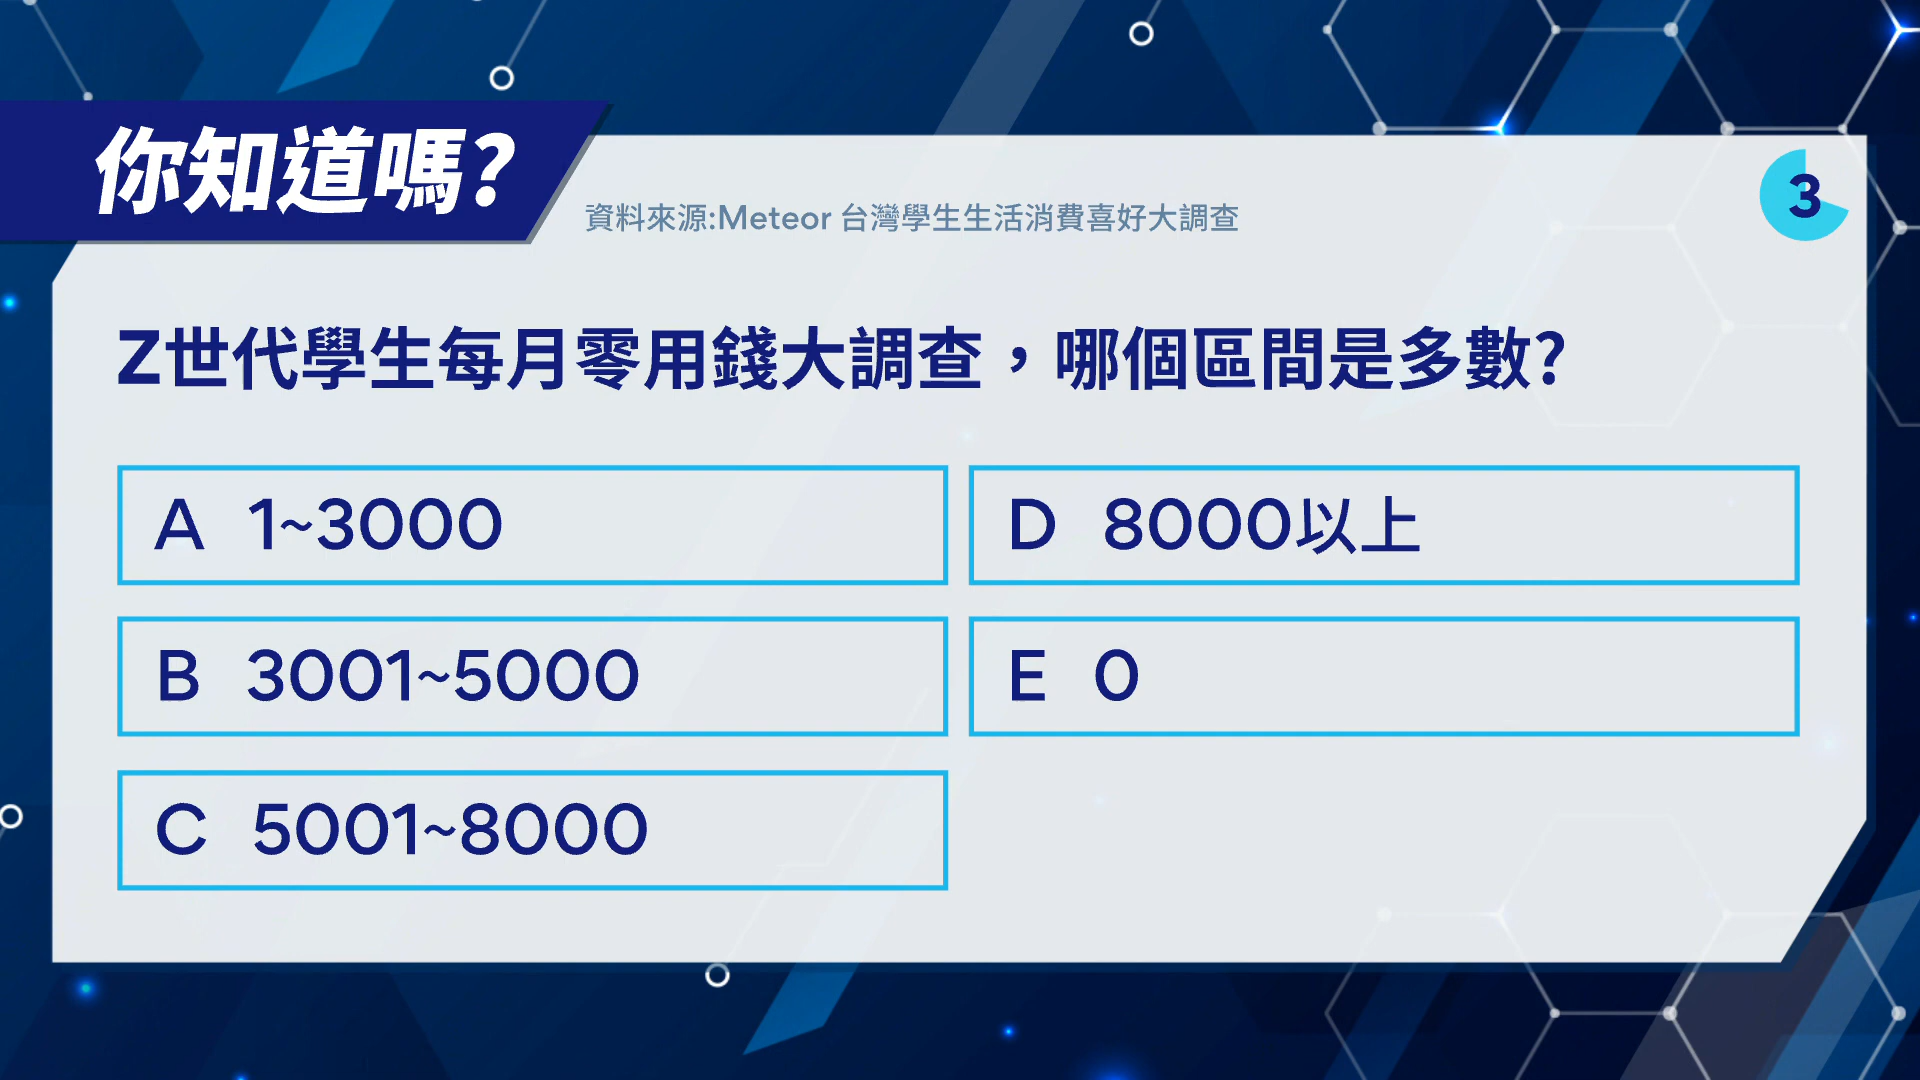 你知道嗎?
資料來源:Meteor 台灣學生生活消費喜好大調查
3
Z世代學生每月零用錢大調查，哪個區間是多數?
A 1~3000
B 3001~5000
C 5001~8000
D 8000以上
E 0